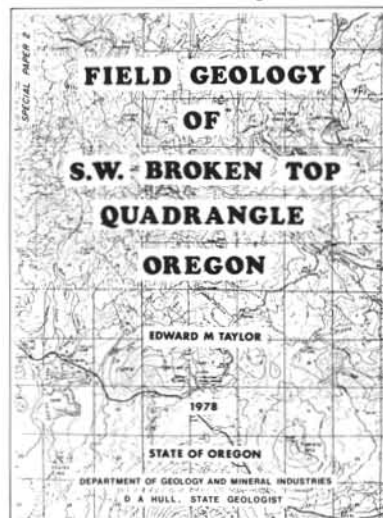 SPECIAL PAPER 2
FIELD GEOLOGY
OF
S.W. BROKEN TOP
QUADRANGLE
OREGON
EDWARD M TAYLOR
1978
STATE OF OREGON
DEPARTMENT OF GEOLOGY AND MINERAL INDUSTRIES
D A HULL. STATE GEOLOGIST